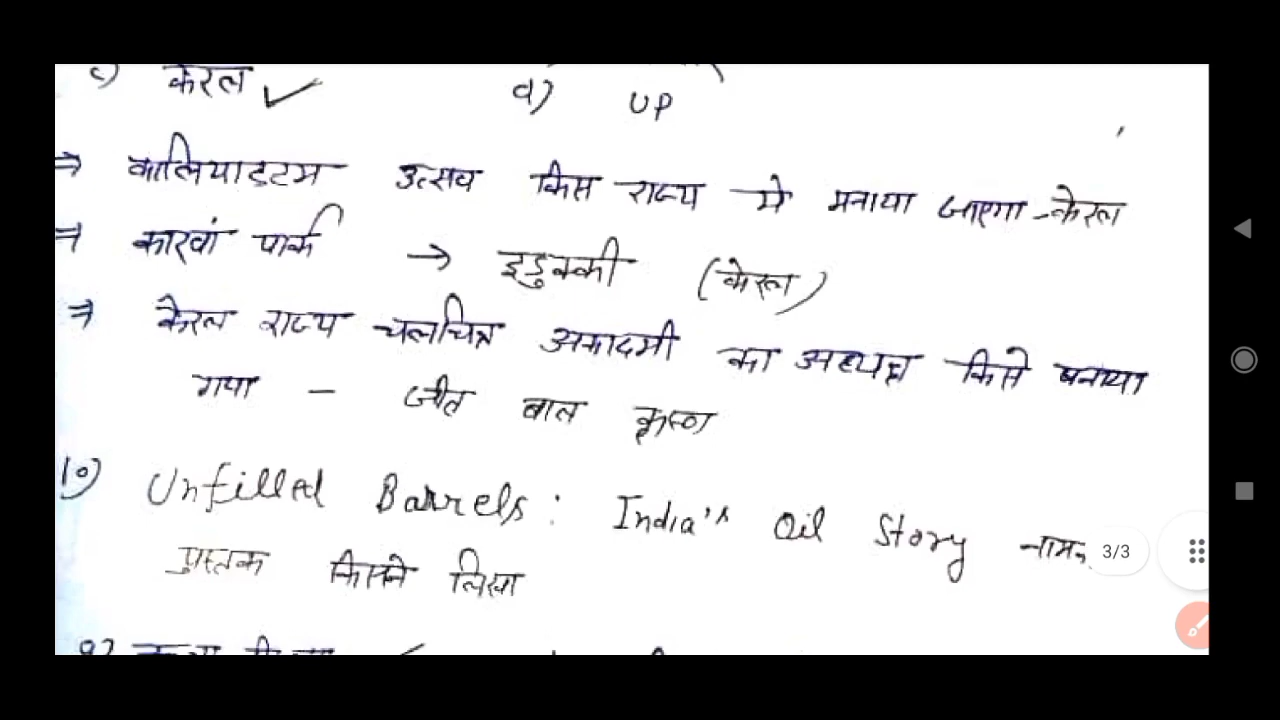 c) केरल ✓ d) UP
⇒ कालियाट्टम उत्सव किस राज्य मे मनाया जाएगा - केरल
⇒ कारवां पार्क → इडुक्की (केरल)
⇒ केरल राज्य चलचित्र अकादमी का अध्यक्ष किसे बनाया
गया - जीत बाल कृष्ण
10) Unfilled Barrels : India's Oil Story
पुस्तक किसने लिखा
3/3